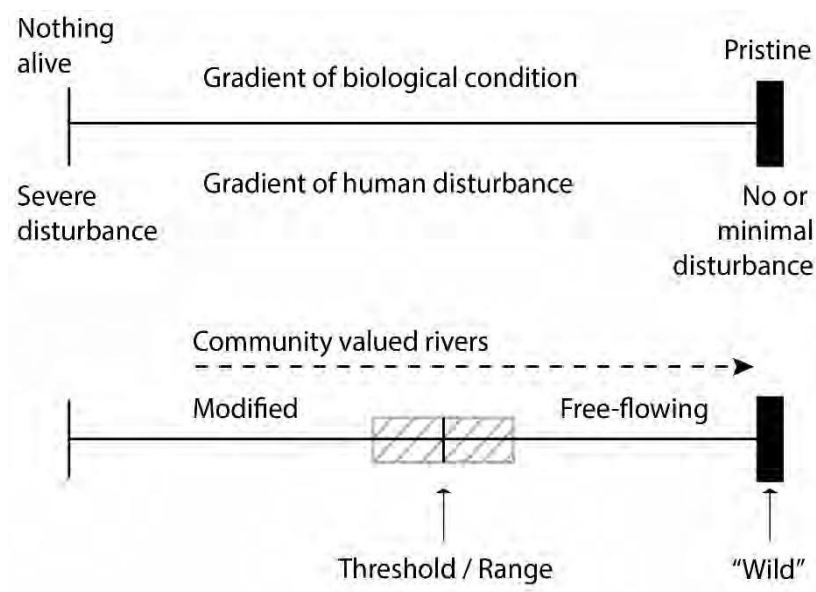 Nothing
alive
Pristine
Gradient of biological condition
Gradient of human disturbance
Severe
disturbance
No or
minimal
disturbance
Community valued rivers
Modified
Free-flowing
Threshold / Range
“Wild”